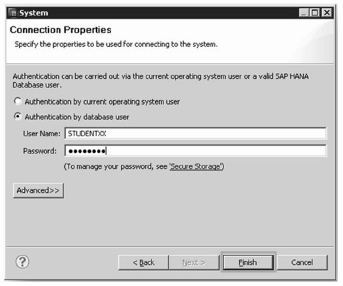 System
Connection Properties
Specify the properties to be used for connecting to the system.
Authentication can be carried out via the current operating system user or a valid SAP HANA
Database user.
Authentication by current operating system user
Authentication by database user
User Name: STUDENTXX
Password: ●●●●●●●●
(To manage your password, see 'Secure Storage')
Advanced>>
< Back Next > Finish Cancel